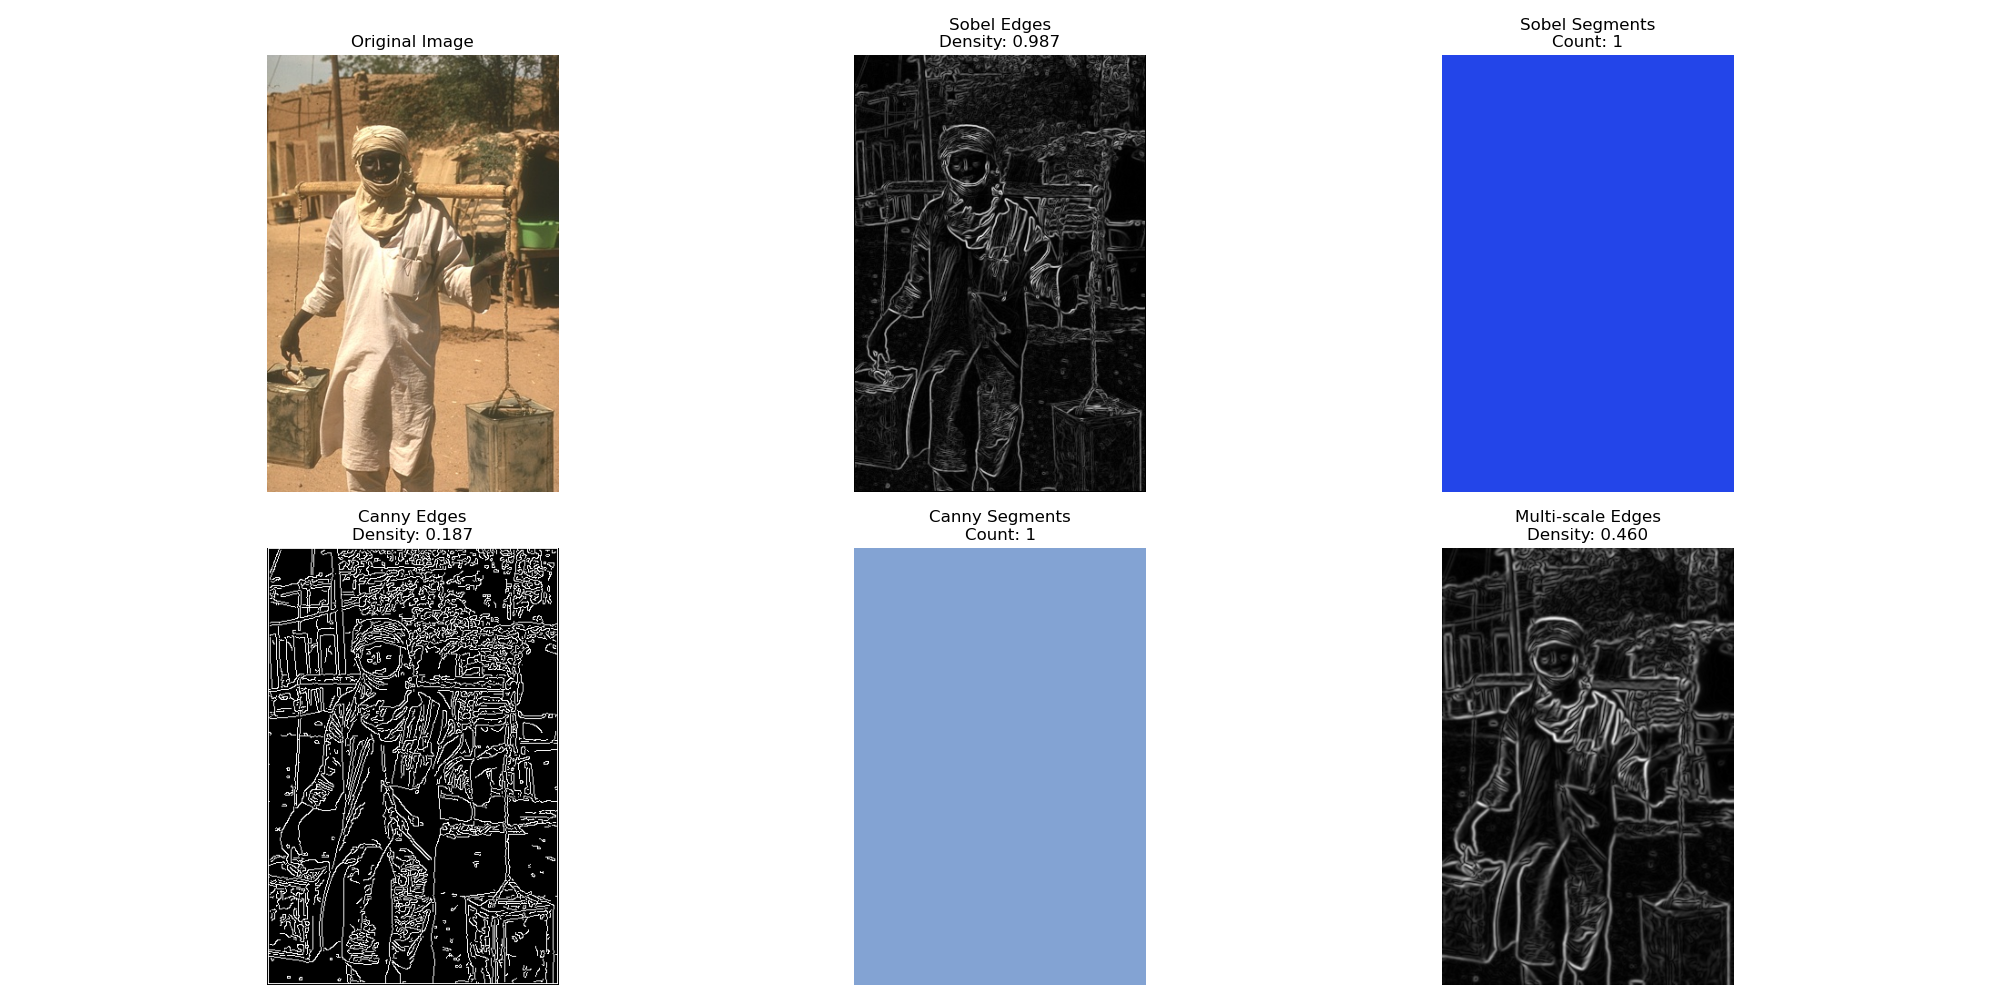 Original Image
Sobel Edges
Density: 0.987
Sobel Segments
Count: 1
Canny Edges
Density: 0.187
Canny Segments
Count: 1
Multi-scale Edges
Density: 0.460